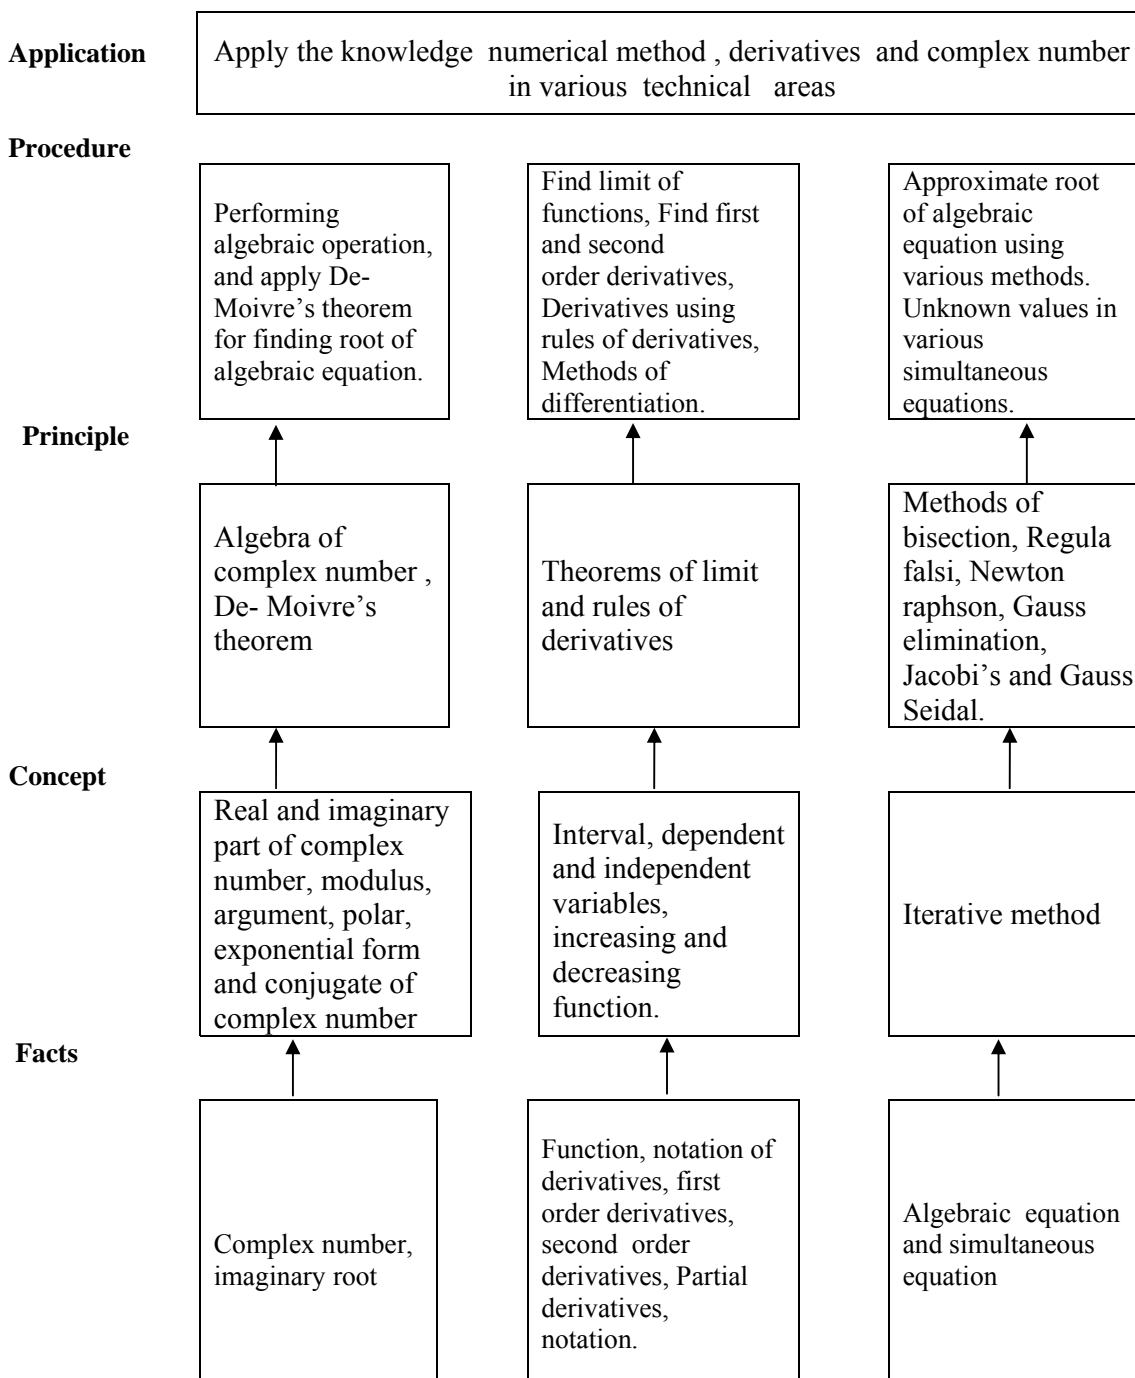 Application
Apply the knowledge numerical method , derivatives and complex number
in various technical areas
Procedure
Performing
algebraic operation,
and apply De-
Moivre's theorem
for finding root of
algebraic equation.
Find limit of
functions, Find first
and second
order derivatives,
Derivatives using
rules of derivatives,
Methods of
differentiation.
Approximate root
of algebraic
equation using
various methods.
Unknown values in
various
simultaneous
equations.
Principle
Algebra of
complex number ,
De- Moivre's
theorem
Theorems of limit
and rules of
derivatives
Methods of
bisection, Regula
falsi, Newton
raphson, Gauss
elimination,
Jacobi's and Gauss
Seidal.
Concept
Real and imaginary
part of complex
number, modulus,
argument, polar,
exponential form
and conjugate of
complex number
Interval, dependent
and independent
variables,
increasing and
decreasing
function.
Iterative method
Facts
Complex number,
imaginary root
Function, notation of
derivatives, first
order derivatives,
second order
derivatives, Partial
derivatives,
notation.
Algebraic equation
and simultaneous
equation